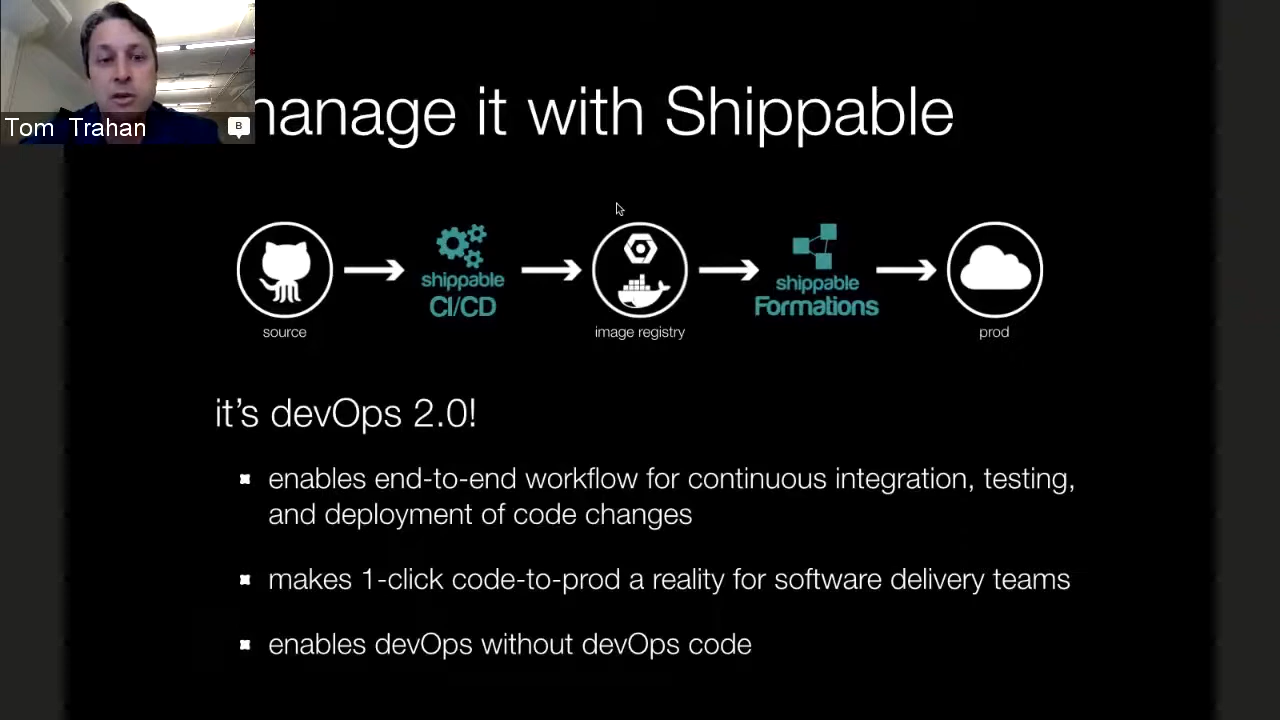 Tom Trahan
B
manage it with Shippable
shippable
CI/CD
shippable
Formations
source
image registry
prod
it's devOps 2.0!
enables end-to-end workflow for continuous integration, testing,
and deployment of code changes
makes 1-click code-to-prod a reality for software delivery teams
enables devOps without devOps code